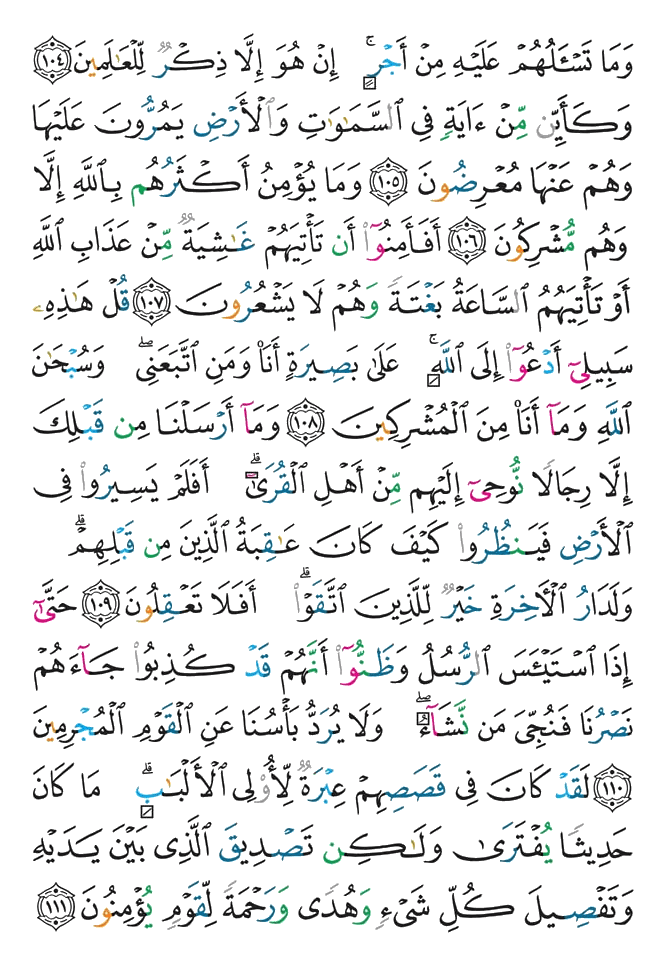 وَمَا تَسْـَٔلُهُمْ عَلَيْهِ مِنْ أَجْرٍ ۚ إِنْ هُوَ إِلَّا ذِكْرٌ لِّلْعَـٰلَمِينَ ١٠٤
وَكَأَيِّن مِّنْ ءَايَةٍ فِى ٱلسَّمَـٰوَٰتِ وَٱلْأَرْضِ يَمُرُّونَ عَلَيْهَا
وَهُمْ عَنْهَا مُعْرِضُونَ ١٠٥ وَمَا يُؤْمِنُ أَكْثَرُهُم بِٱللَّهِ إِلَّا
وَهُم مُّشْرِكُونَ ١٠٦ أَفَأَمِنُوٓا۟ أَن تَأْتِيَهُمْ غَـٰشِيَةٌ مِّنْ عَذَابِ ٱللَّهِ
أَوْ تَأْتِيَهُمُ ٱلسَّاعَةُ بَغْتَةً وَهُمْ لَا يَشْعُرُونَ ١٠٧ قُلْ هَـٰذِهِۦ
سَبِيلِىٓ أَدْعُوٓا۟ إِلَى ٱللَّهِ ۚ عَلَىٰ بَصِيرَةٍ أَنَا۠ وَمَنِ ٱتَّبَعَنِى ۖ وَسُبْحَـٰنَ
ٱللَّهِ وَمَآ أَنَا۠ مِنَ ٱلْمُشْرِكِينَ ١٠٨ وَمَآ أَرْسَلْنَا مِن قَبْلِكَ
إِلَّا رِجَالًا نُّوحِىٓ إِلَيْهِم مِّنْ أَهْلِ ٱلْقُرَىٰٓ ۗ أَفَلَمْ يَسِيرُوا۟ فِى
ٱلْأَرْضِ فَيَنظُرُوا۟ كَيْفَ كَانَ عَـٰقِبَةُ ٱلَّذِينَ مِن قَبْلِهِمْ ۗ
وَلَدَارُ ٱلْـَٔاخِرَةِ خَيْرٌ لِّلَّذِينَ ٱتَّقَوْا۟ ۗ أَفَلَا تَعْقِلُونَ ١٠٩ حَتَّىٰٓ
إِذَا ٱسْتَيْـَٔسَ ٱلرُّسُلُ وَظَنُّوٓا۟ أَنَّهُمْ قَدْ كُذِبُوا۟ جَآءَهُمْ
نَصْرُنَا فَنُجِّىَ مَن نَّشَآءُ ۖ وَلَا يُرَدُّ بَأْسُنَا عَنِ ٱلْقَوْمِ ٱلْمُجْرِمِينَ
١١٠ لَقَدْ كَانَ فِى قَصَصِهِمْ عِبْرَةٌ لِّأُو۟لِى ٱلْأَلْبَـٰبِ ۗ مَا كَانَ
حَدِيثًا يُفْتَرَىٰ وَلَـٰكِن تَصْدِيقَ ٱلَّذِى بَيْنَ يَدَيْهِ
وَتَفْصِيلَ كُلِّ شَىْءٍ وَهُدًى وَرَحْمَةً لِّقَوْمٍ يُؤْمِنُونَ ١١١